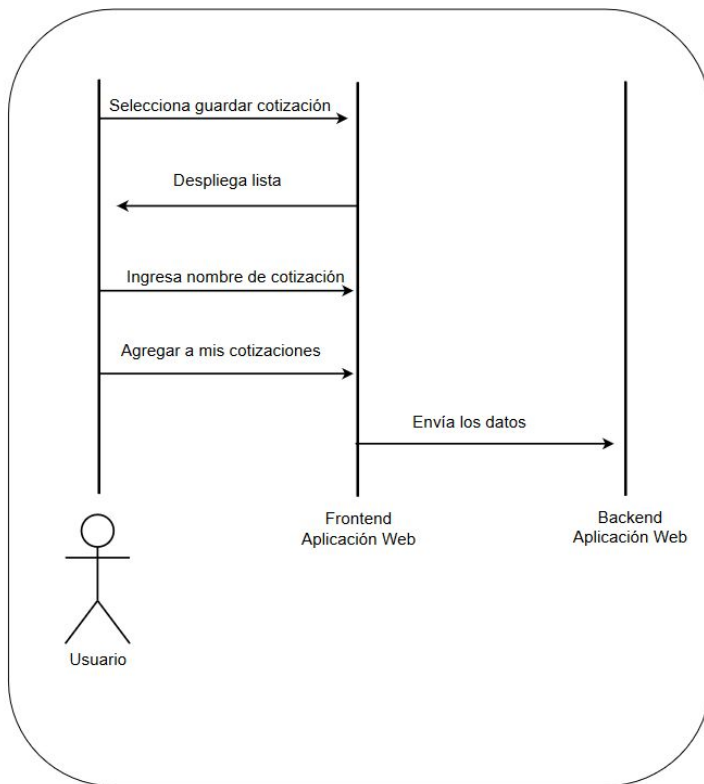 Selecciona guardar cotización
Despliega lista
Ingresa nombre de cotización
Agregar a mis cotizaciones
Envía los datos
Frontend
Aplicación Web
Backend
Aplicación Web
Usuario